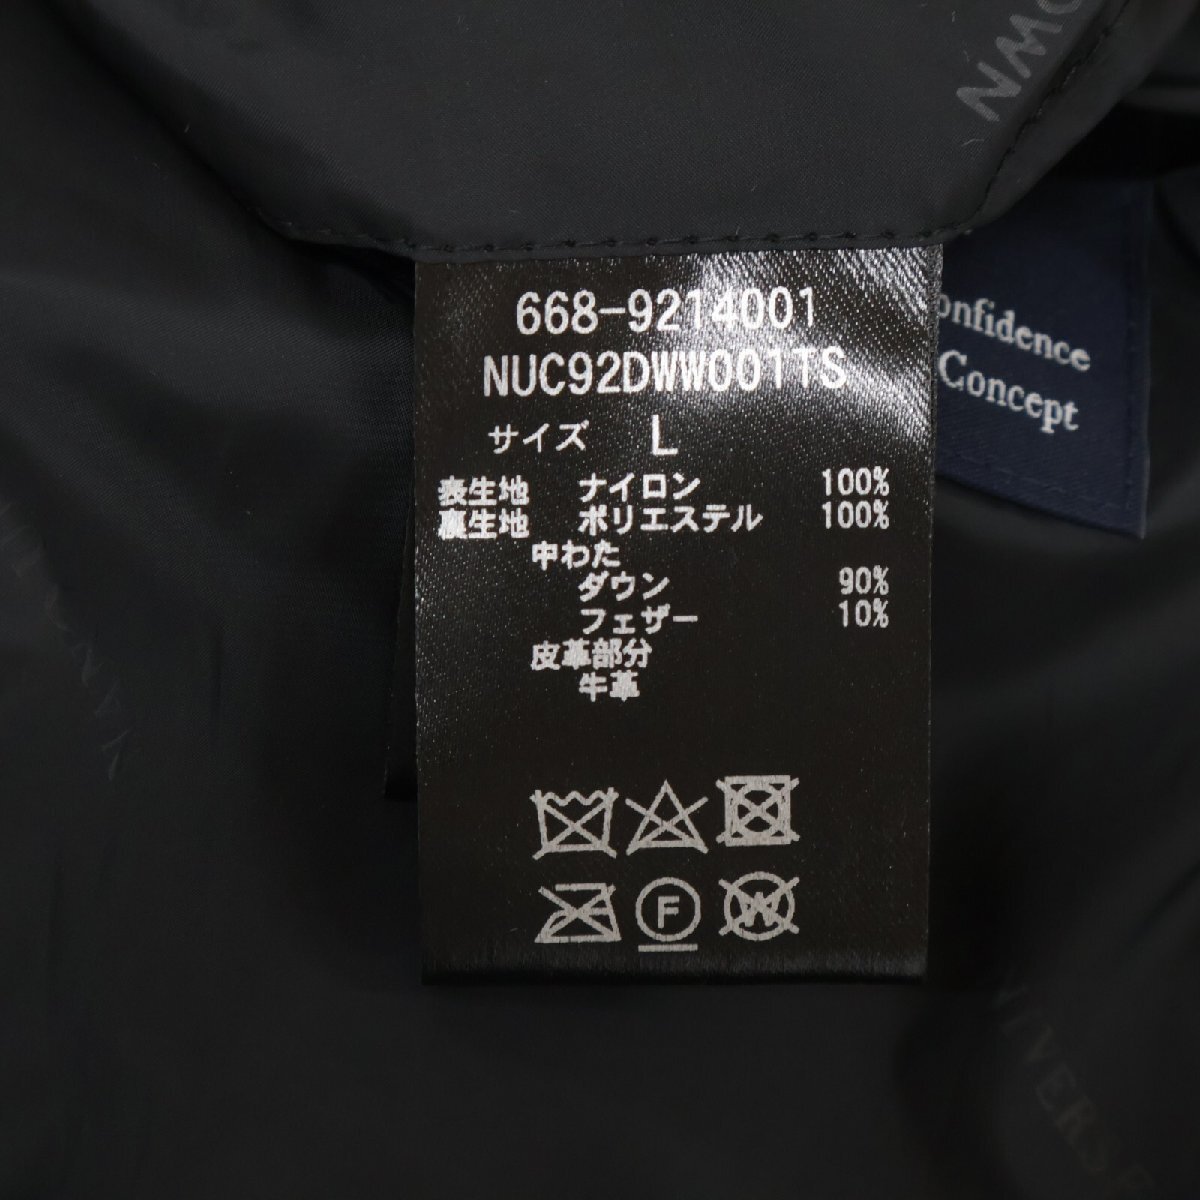 OWN
668-9214001
NUC92DWW001TS
サイズ L
表生地 ナイロン 100%
裏生地 ポリエステル 100%
中わた
ダウン 90%
フェザー 10%
皮革部分
牛革
F
W
onfidence
Concept
IVERSE